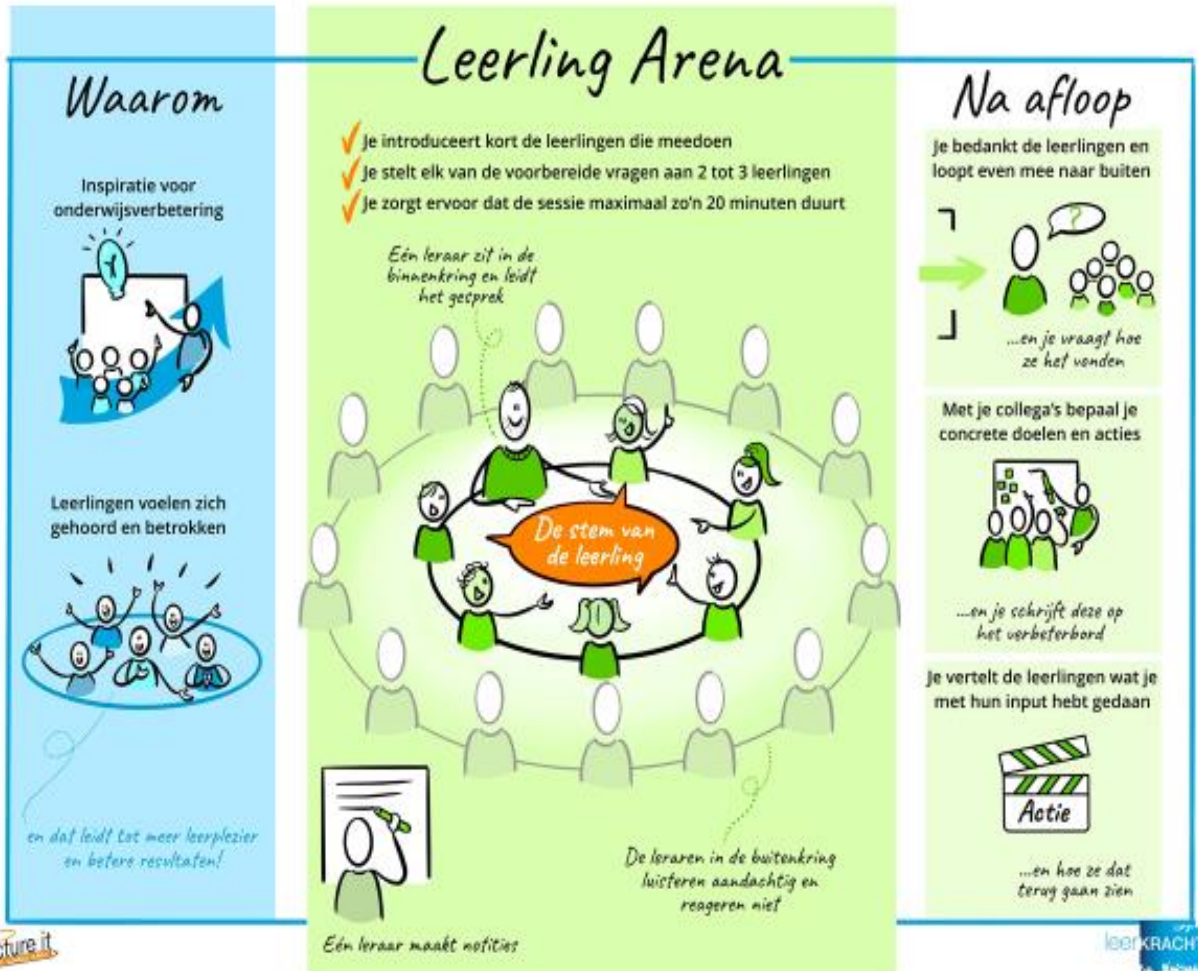 Leerling Arena
Waarom
Inspiratie voor
onderwijsverbetering
Leerlingen voelen zich
gehoord en betrokken
en dat leidt tot meer leerplezier
en betere resultaten!
Je introduceert kort de leerlingen die meedoen
Je stelt elk van de voorbereide vragen aan 2 tot 3 leerlingen
Je zorgt ervoor dat de sessie maximaal zo'n 20 minuten duurt
Eén leraar zit in de
binnenkring en leidt
het gesprek
De stem van
de leerling
De leraren in de buitenkring
luisteren aandachtig en
reageren niet
Eén leraar maakt notities
Na afloop
Je bedankt de leerlingen en
loopt even mee naar buiten
?
...en je vraagt hoe
ze het vonden
Met je collega's bepaal je
concrete doelen en acties
...en je schrijft deze op
het verbeterbord
Je vertelt de leerlingen wat je
met hun input hebt gedaan
Actie
...en hoe ze dat
terug gaan zien
cture it
leerKRACHT